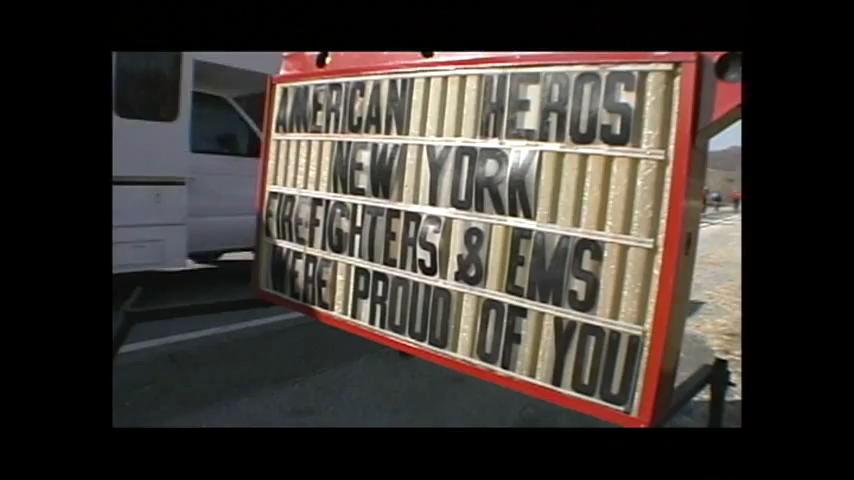 AMERICAN HEROS
NEW YORK
FIREFIGHTERS & EMS
WERE PROUD OF YOU